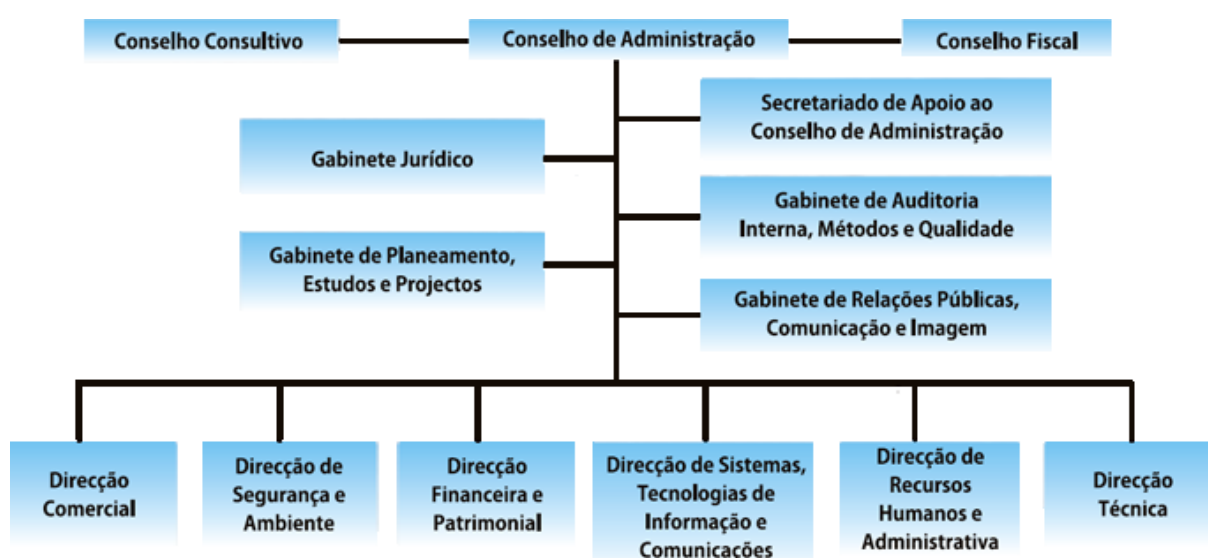 Conselho Consultivo
Conselho de Administração
Conselho Fiscal
Secretariado de Apoio ao
Conselho de Administração
Gabinete Jurídico
Gabinete de Auditoria
Interna, Métodos e Qualidade
Gabinete de Planeamento,
Estudos e Projectos
Gabinete de Relações Públicas,
Comunicação e Imagem
Direcção
Comercial
Direcção de
Segurança e
Ambiente
Direcção
Financeira e
Patrimonial
Direcção de Sistemas,
Tecnologias de
Informação e
Comunicações
Direcção de
Recursos
Humanos e
Administrativa
Direcção
Técnica